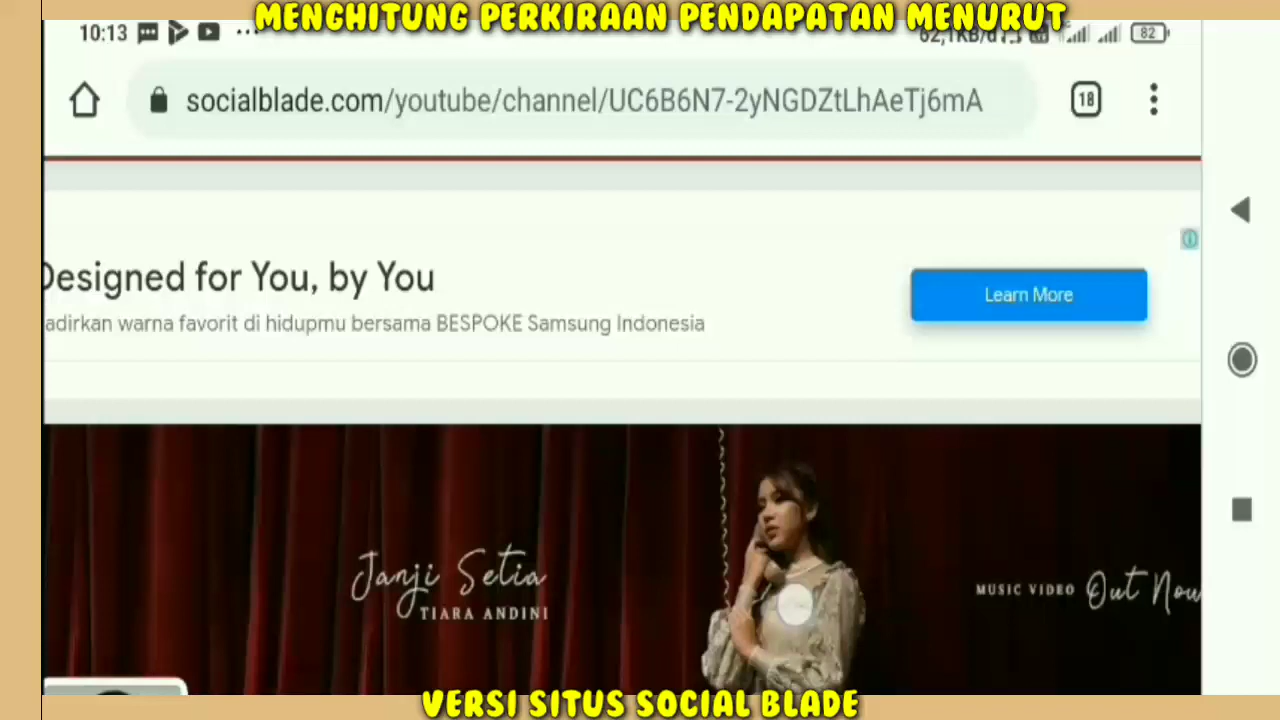 MENGHITUNG PERKIRAAN PENDAPATAN MENURUT
10:13
82
socialblade.com/youtube/channel/UC6B6N7-2yNGDZtLhAeTj6mA
18
Designed for You, by You
adirkan warna favorit di hidupmu bersama BESPOKE Samsung Indonesia
Learn More
Janji Setia
TIARA ANDINI
MUSIC VIDEO Out Now
VERSI SITUS SOCIAL BLADE